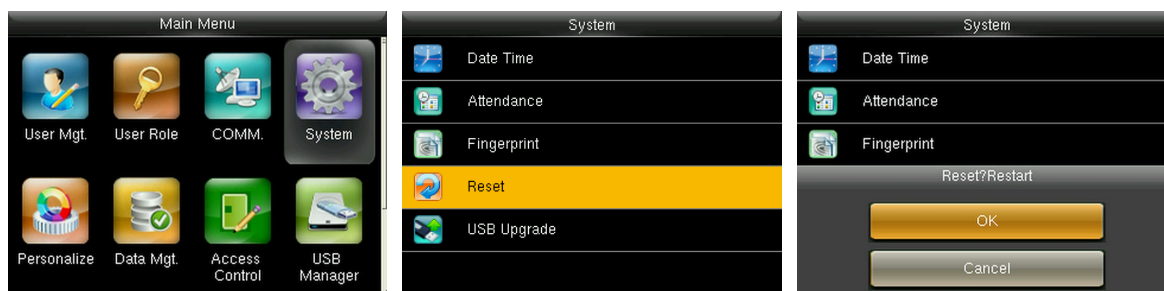 Main Menu
User Mgt.
User Role
COMM.
System
Personalize
Data Mgt.
Access
Control
USB
Manager
System
Date Time
Attendance
Fingerprint
Reset
USB Upgrade
System
Date Time
Attendance
Fingerprint
Reset?Restart
OK
Cancel